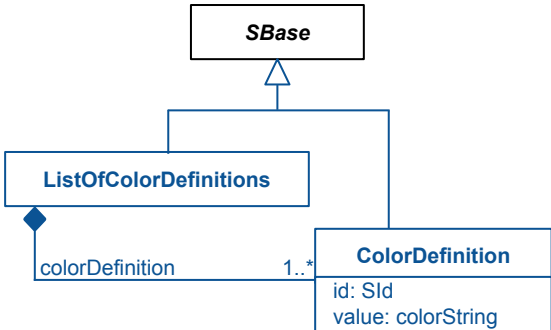 SBase
ListOfColorDefinitions
colorDefinition 1..*
ColorDefinition
id: SId
value: colorString